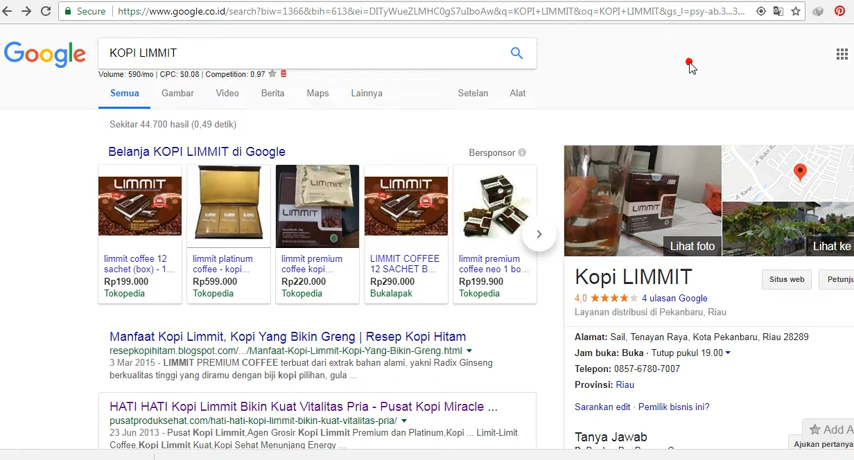 Secure | https://www.google.co.id/search?biw=1366&bih=613&ei=DITyWueZLMHC0gS7uIboAw&q=KOPI+LIMMIT&oq=KOPI+LIMMIT&gs_l=psy-ab.3...3...
Google
KOPI LIMMIT
Volume: 590/mo | CPC: $0.08 | Competition: 0.97
Semua Gambar Video Berita Maps Lainnya Setelan Alat
Sekitar 44.700 hasil (0,49 detik)
Belanja KOPI LIMMIT di Google
Bersponsor
LIMMIT
LIMMIT
LIMMIT
limmit coffee 12
sachet (box) - 1...
Rp190.000
Tokopedia
limmit platinum
coffee - kopi...
Rp599.000
Tokopedia
limmit premium
coffee kopi...
Rp220.000
Tokopedia
LIMMIT COFFEE
12 SACHET B...
Rp290.000
Bukalapak
limmit premium
coffee neo 1 bo...
Rp199.900
Tokopedia
Manfaat Kopi Limmit, Kopi Yang Bikin Greng | Resep Kopi Hitam
resepkopihitam.blogspot.com/.../Manfaat-Kopi-Limmit-Kopi-Yang-Bikin-Greng.html
3 Mar 2015 - LIMMIT PREMIUM COFFEE terbuat dari extrak bahan alami, yakni Radix Ginseng
berkualitas tinggi yang diramu dengan biji kopi pilihan, gula ...
HATI HATI Kopi Limmit Bikin Kuat Vitalitas Pria - Pusat Kopi Miracle ...
pusatproduksehat.com/hati-hati-kopi-limmit-bikin-kuat-vitalitas-pria/
23 Jun 2013 - Pusat Kopi Limmit,Agen Grosir Kopi Limmit Premium dan Platinum,Kopi ... Limit-Limit
Coffee,Kopi Limmit Kuat,Kopi Sehat Menunjang Energy ...
LIMMIT
Lihat foto
Lihat ke
Kopi LIMMIT
Situs web
Petunju
4,0 4 ulasan Google
Layanan distribusi di Pekanbaru, Riau
Alamat: Sail, Tenayan Raya, Kota Pekanbaru, Riau 28289
Jam buka: Buka · Tutup pukul 19.00
Telepon: 0857-6780-7007
Provinsi: Riau
Sarankan edit · Pemilik bisnis ini?
Tanya Jawab
Add A
Ajukan pertanya